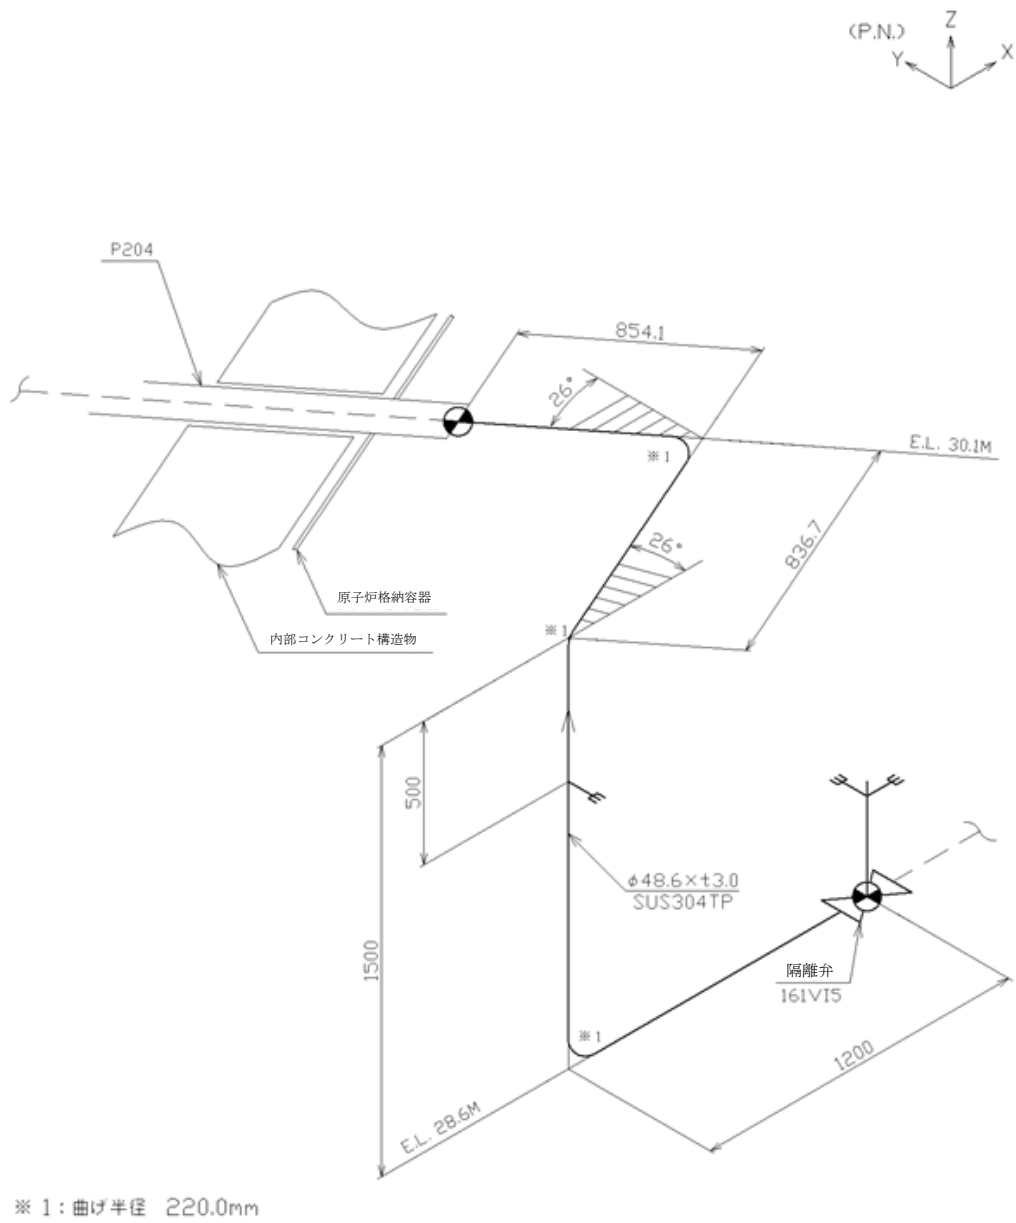 Z
(P.N.)
Y
X
P204
854.1
26°
E.L. 30.1M
※1
836.7
26°
原子炉格納容器
※1
内部コンクリート構造物
500
φ48.6×t3.0
SUS304TP
1500
隔離弁
161VI5
※1
1200
E.L. 28.6M
※1:曲げ半径 220.0mm